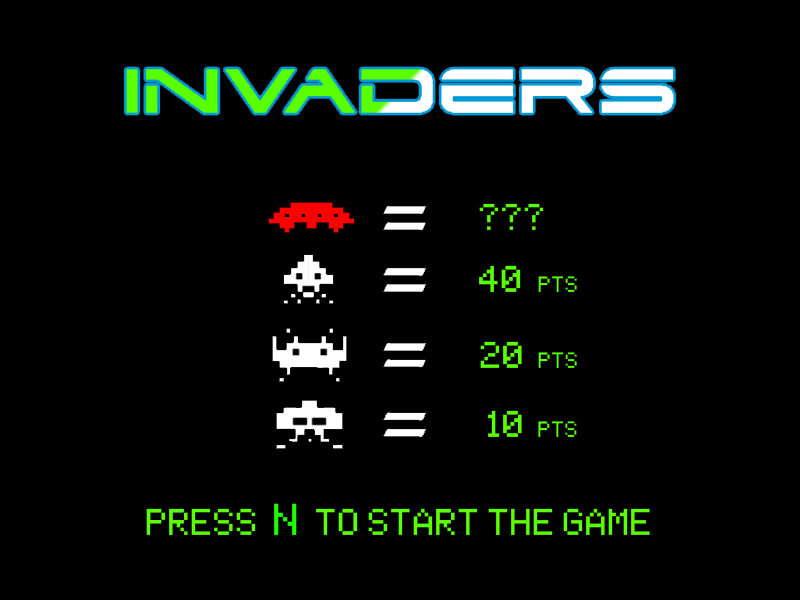 INVADERS
= ???
= 40 PTS
= 20 PTS
= 10 PTS
PRESS N TO START THE GAME